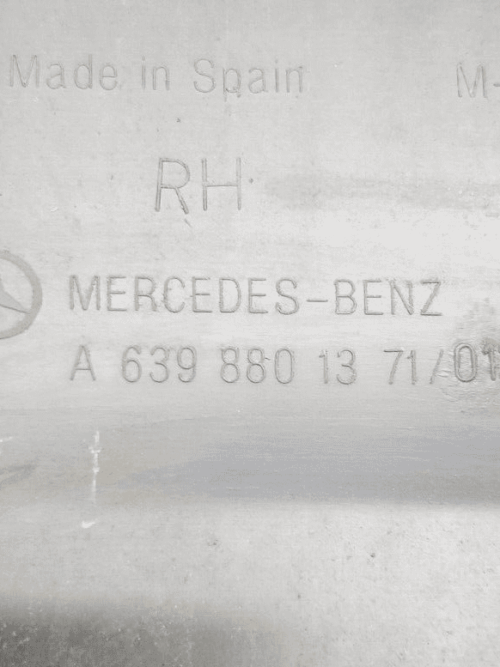 Made in Spain M-
RH
MERCEDES-BENZ
A 639 880 13 71/01